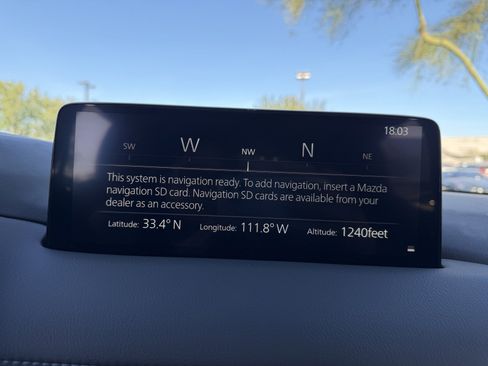 18:03
SW W NW N NE
This system is navigation ready. To add navigation, insert a Mazda
navigation SD card. Navigation SD cards are available from your
dealer as an accessory.
Latitude: 33.4° N Longitude: 111.8° W Altitude: 1240feet